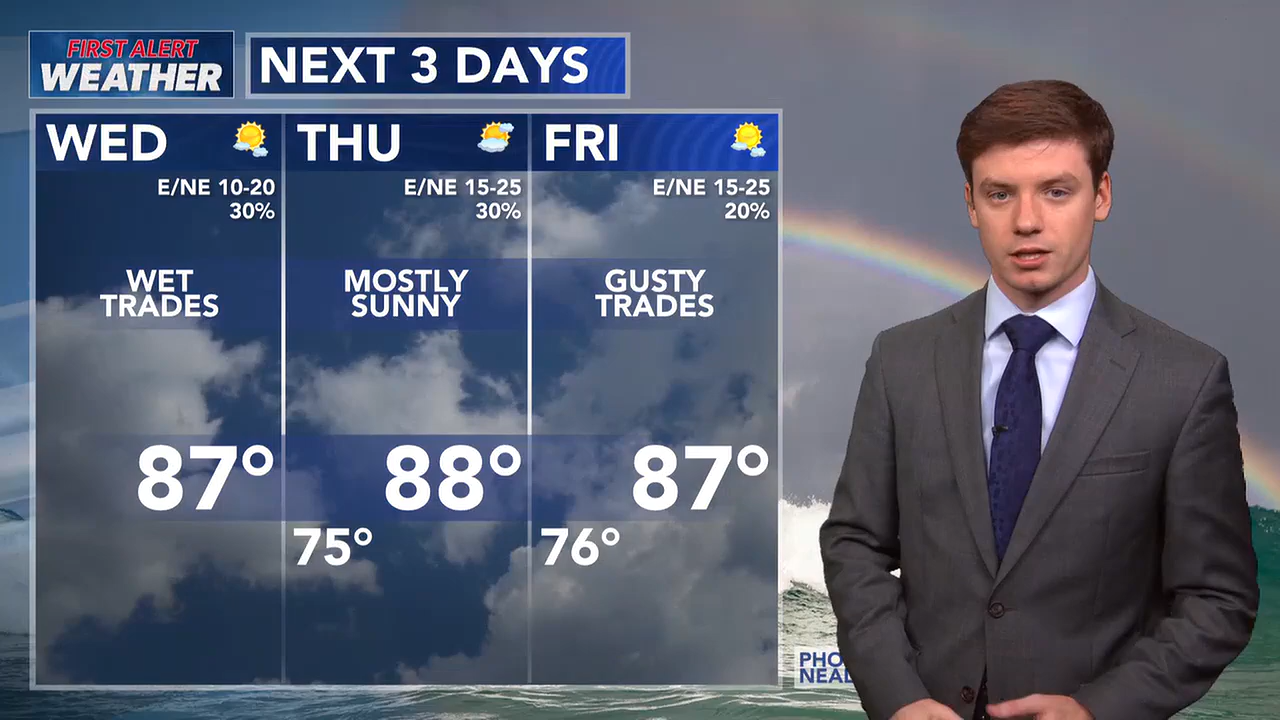 FIRST ALERT
WEATHER
NEXT 3 DAYS
WED
E/NE 10-20
30%
WET
TRADES
87°
THU
E/NE 15-25
30%
MOSTLY
SUNNY
88°
75°
FRI
E/NE 15-25
20%
GUSTY
TRADES
87°
76°